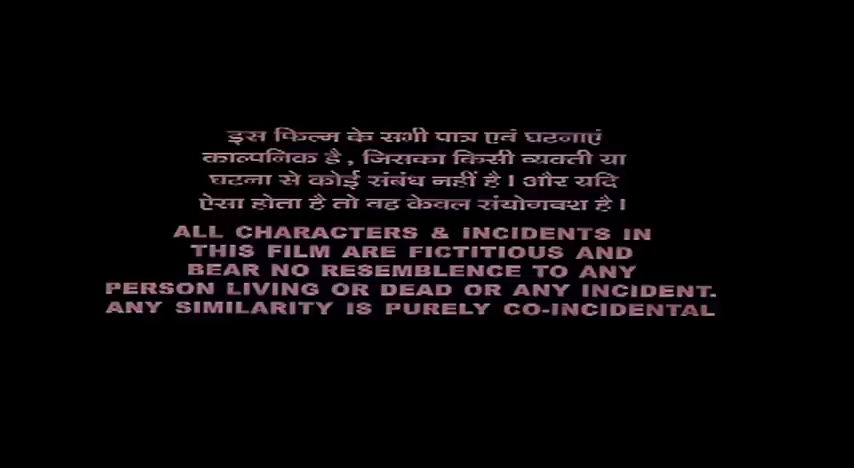 इस फिल्म के सभी पात्र एवं घटनाएं
काल्पनिक है , जिसका किसी व्यक्ती या
घटना से कोई संबंध नहीं है । और यदि
ऐसा होता है तो वह केवल संयोगवश है ।
ALL CHARACTERS & INCIDENTS IN
THIS FILM ARE FICTITIOUS AND
BEAR NO RESEMBLENCE TO ANY
PERSON LIVING OR DEAD OR ANY INCIDENT.
ANY SIMILARITY IS PURELY CO-INCIDENTAL